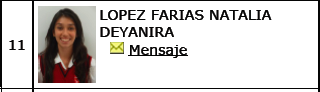 11
LOPEZ FARIAS NATALIA
DEYANIRA
Mensaje